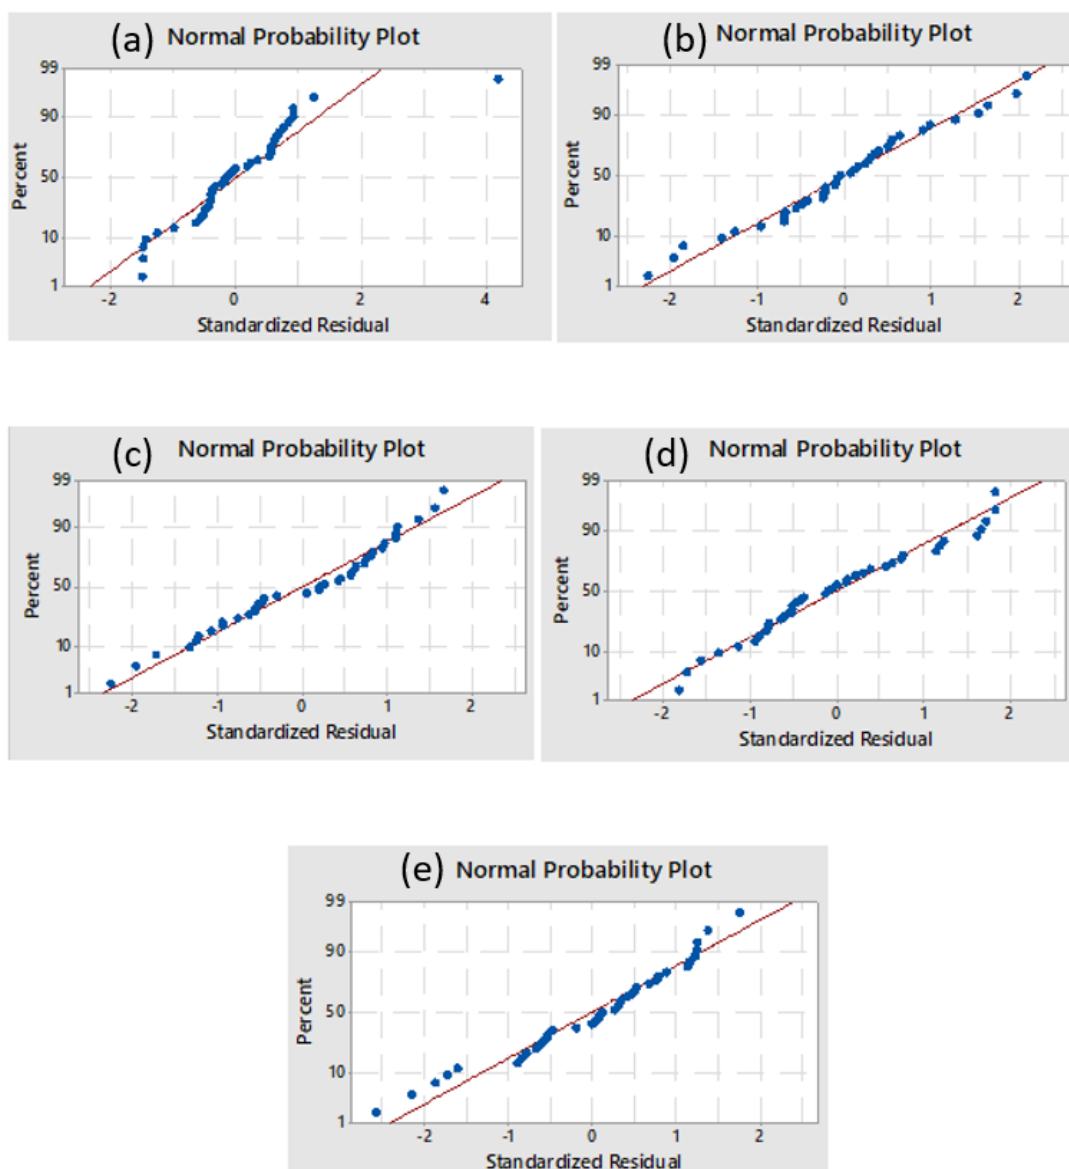 (a) Normal Probability Plot
99
90
50
10
1
Percent
-2 0 2 4
Standardized Residual
(b) Normal Probability Plot
99
90
50
10
1
Percent
-2 -1 0 1 2
Standardized Residual
(c) Normal Probability Plot
99
90
50
10
1
Percent
-2 -1 0 1 2
Standardized Residual
(d) Normal Probability Plot
99
90
50
10
1
Percent
-2 -1 0 1 2
Standardized Residual
(e) Normal Probability Plot
99
90
50
10
1
Percent
-2 -1 0 1 2
Standardized Residual